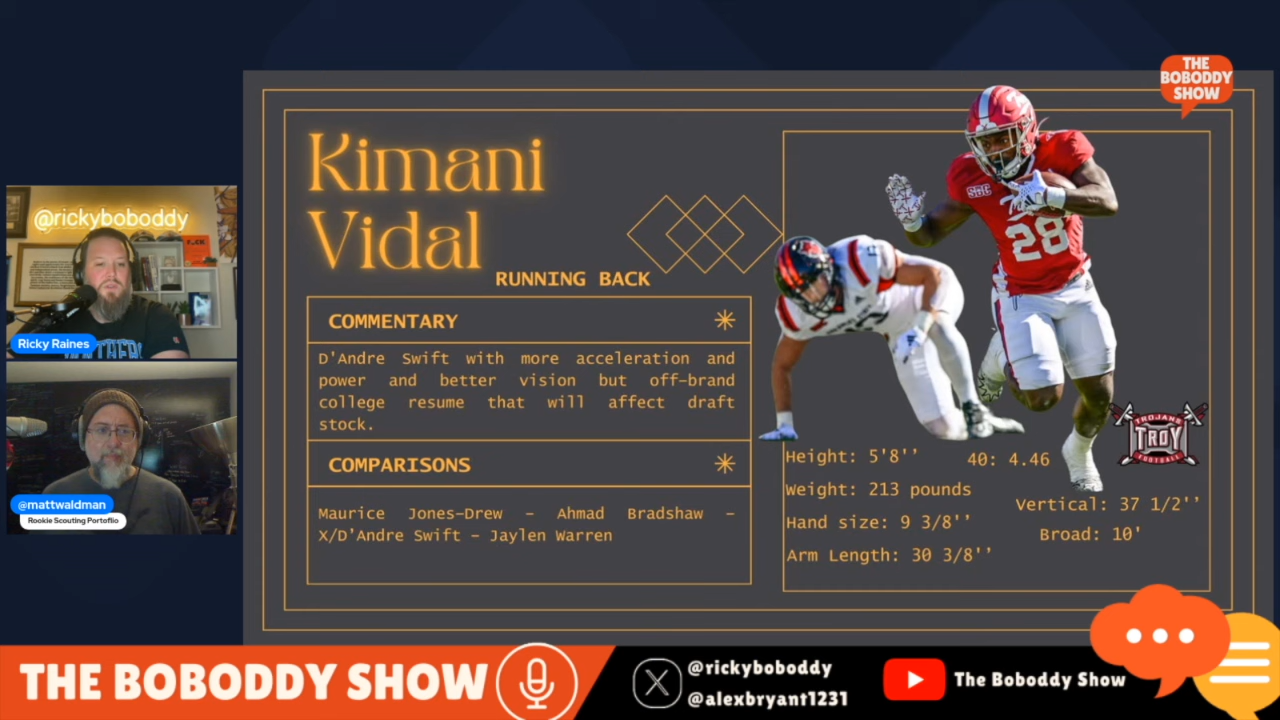 THE
BOBODDY
SHOW
Kimani
Vidal
RUNNING BACK
COMMENTARY
D'Andre Swift with more acceleration and
power and better vision but off-brand
college resume that will affect draft
stock.
COMPARISONS
Maurice Jones-Drew - Ahmad Bradshaw -
X/D'Andre Swift - Jaylen Warren
SBC
28
TROJANS
TROY
FOOTBALL
Height: 5'8''
40: 4.46
Weight: 213 pounds
Vertical: 37 1/2''
Hand size: 9 3/8''
Broad: 10'
Arm Length: 30 3/8''
@rickyboboddy
Ricky Raines
@mattwaldman
Rookie Scouting Portoflio
THE BOBODDY SHOW
@rickyboboddy
@alexbryant1231
The Boboddy Show